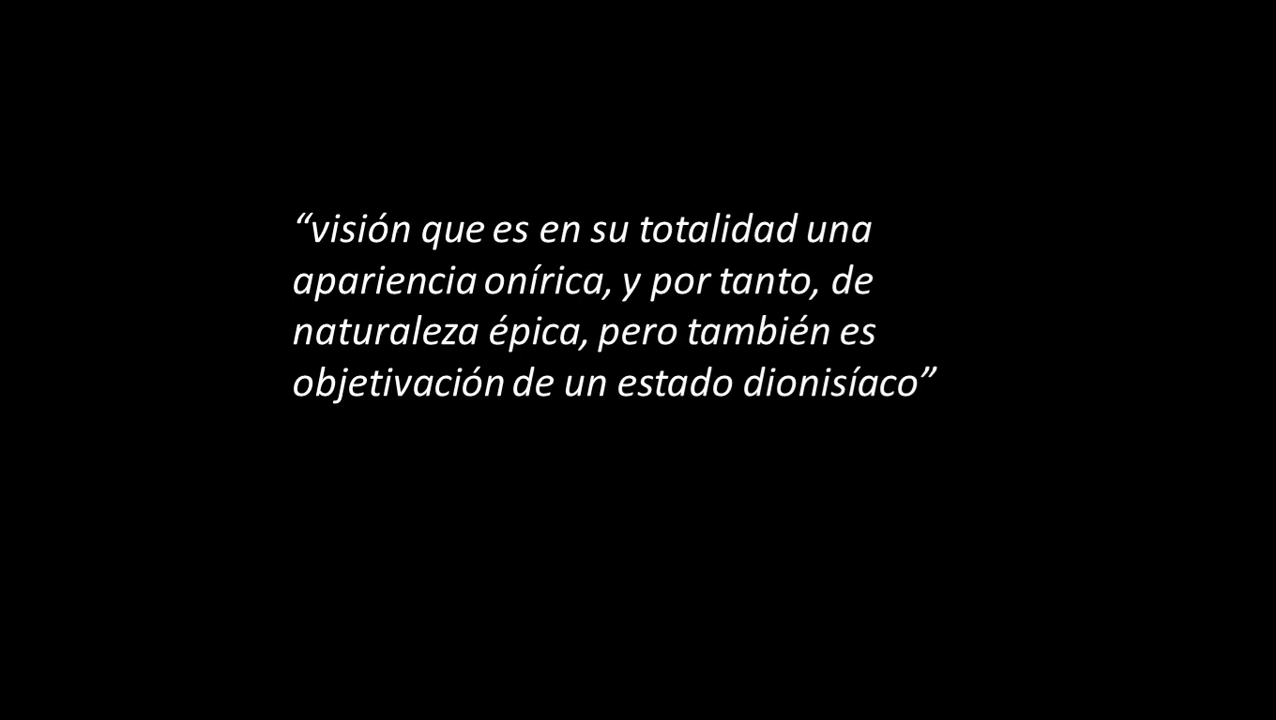 “visión que es en su totalidad una
apariencia onírica, y por tanto, de
naturaleza épica, pero también es
objetivación de un estado dionisíaco”